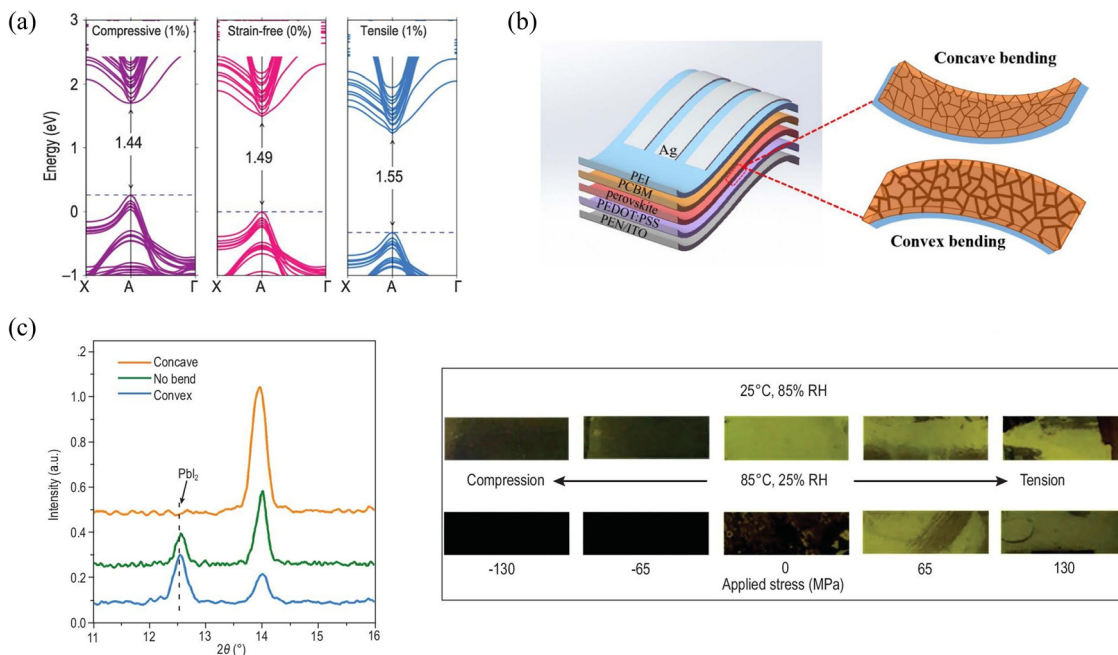 (a)
Compressive (1%)
Strain-free (0%)
Tensile (1%)
Energy (eV)
3
2
1
0
–1
1.44
1.49
1.55
X A Γ
X A Γ
X A Γ
(b)
Ag
PEI
PCBM
perovskite
PEDOT:PSS
PEN/ITO
Concave bending
Convex bending
(c)
Concave
No bend
Convex
PbI₂
Intensity (a.u.)
.2
1.0
0.8
0.6
0.4
0.2
0
11 12 13 14 15 16
2θ (°)
25°C, 85% RH
Compression
85°C, 25% RH
Tension
-130 -65 0 65 130
Applied stress (MPa)